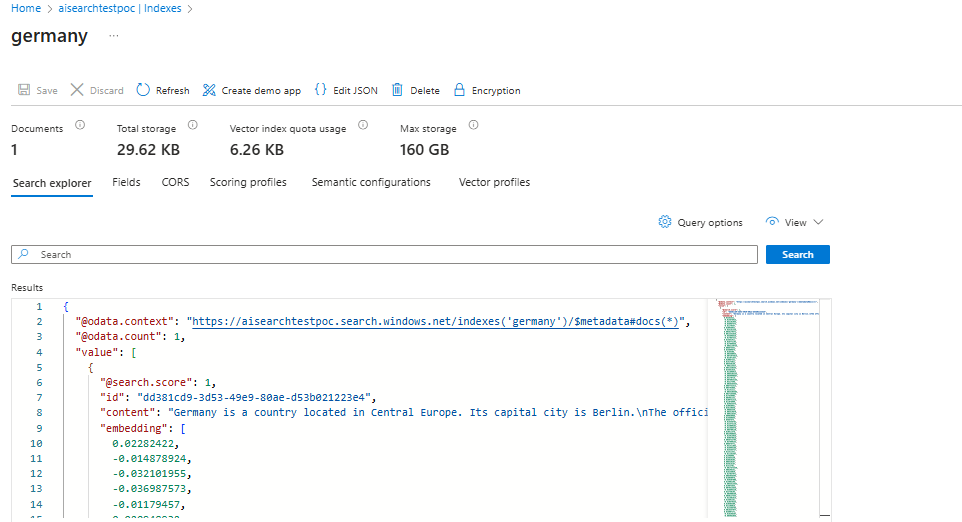 Home > aisearchtestpoc | Indexes >
germany ...
Save Discard Refresh Create demo app Edit JSON Delete Encryption
Documents Total storage Vector index quota usage Max storage
1 29.62 KB 6.26 KB 160 GB
Search explorer Fields CORS Scoring profiles Semantic configurations Vector profiles
Query options View
Search Search
Results
1 {
2 "@odata.context": "https://aisearchtestpoc.search.windows.net/indexes('germany')/$metadata#docs(*)",
3 "@odata.count": 1,
4 "value": [
5 {
6 "@search.score": 1,
7 "id": "dd381cd9-3d53-49e9-80ae-d53b021223e4",
8 "content": "Germany is a country located in Central Europe. Its capital city is Berlin.\nThe offici
9 "embedding": [
10 0.02282422,
11 -0.014878924,
12 -0.032101955,
13 -0.036987573,
14 -0.01179457,